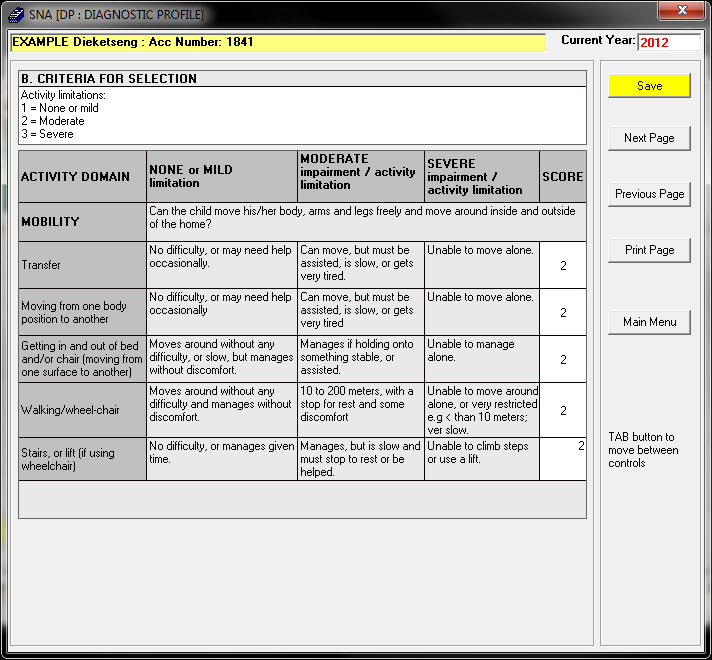 SNA [DP : DIAGNOSTIC PROFILE]
EXAMPLE Dieketseng : Acc Number: 1841
Current Year: 2012
B. CRITERIA FOR SELECTION
Activity limitations:
1 = None or mild
2 = Moderate
3 = Severe
ACTIVITY DOMAIN
NONE or MILD
limitation
MODERATE
impairment / activity
limitation
SEVERE
impairment /
activity limitation
SCORE
MOBILITY
Can the child move his/her body, arms and legs freely and move around inside and outside
of the home?
Transfer
No difficulty, or may need help
occasionally.
Can move, but must be
assisted, is slow, or gets
very tired.
Unable to move alone.
2
Moving from one body
position to another
No difficulty, or may need help
occasionally
Can move, but must be
assisted, is slow, or gets
very tired
Unable to move alone.
2
Getting in and out of bed
and/or chair (moving from
one surface to another)
Moves around without any
difficulty, or slow, but manages
without discomfort.
Manages if holding onto
something stable, or
assisted.
Unable to manage
alone.
2
Walking/wheel-chair
Moves around without any
difficulty and manages without
discomfort.
10 to 200 meters, with a
stop for rest and some
discomfort
Unable to move around
alone, or very restricted
e.g < than 10 meters;
ver slow.
2
Stairs, or lift (if using
wheelchair)
No difficulty, or manages given
time.
Manages, but is slow and
must stop to rest or be
helped.
Unable to climb steps
or use a lift.
2
Save
Next Page
Previous Page
Print Page
Main Menu
TAB button to
move between
controls